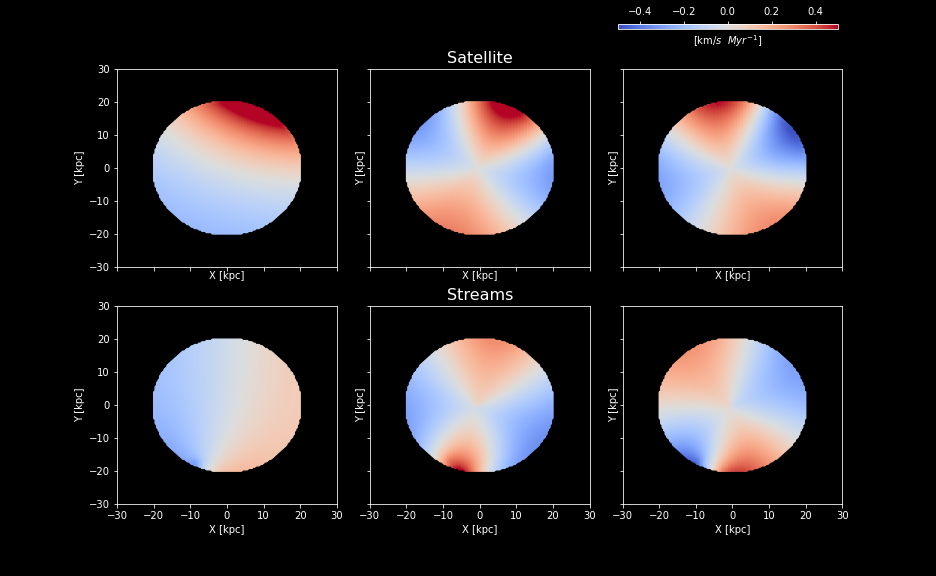 −0.4 −0.2 0.0 0.2 0.4
[km/s Myr⁻¹]
Satellite
30
20
10
0
−10
−20
−30
Y [kpc]
Y [kpc]
Y [kpc]
X [kpc] X [kpc] X [kpc]
Streams
30
20
10
0
−10
−20
−30
Y [kpc]
Y [kpc]
Y [kpc]
−30 −20 −10 0 10 20 30 −30 −20 −10 0 10 20 30 −30 −20 −10 0 10 20 30
X [kpc] X [kpc] X [kpc]